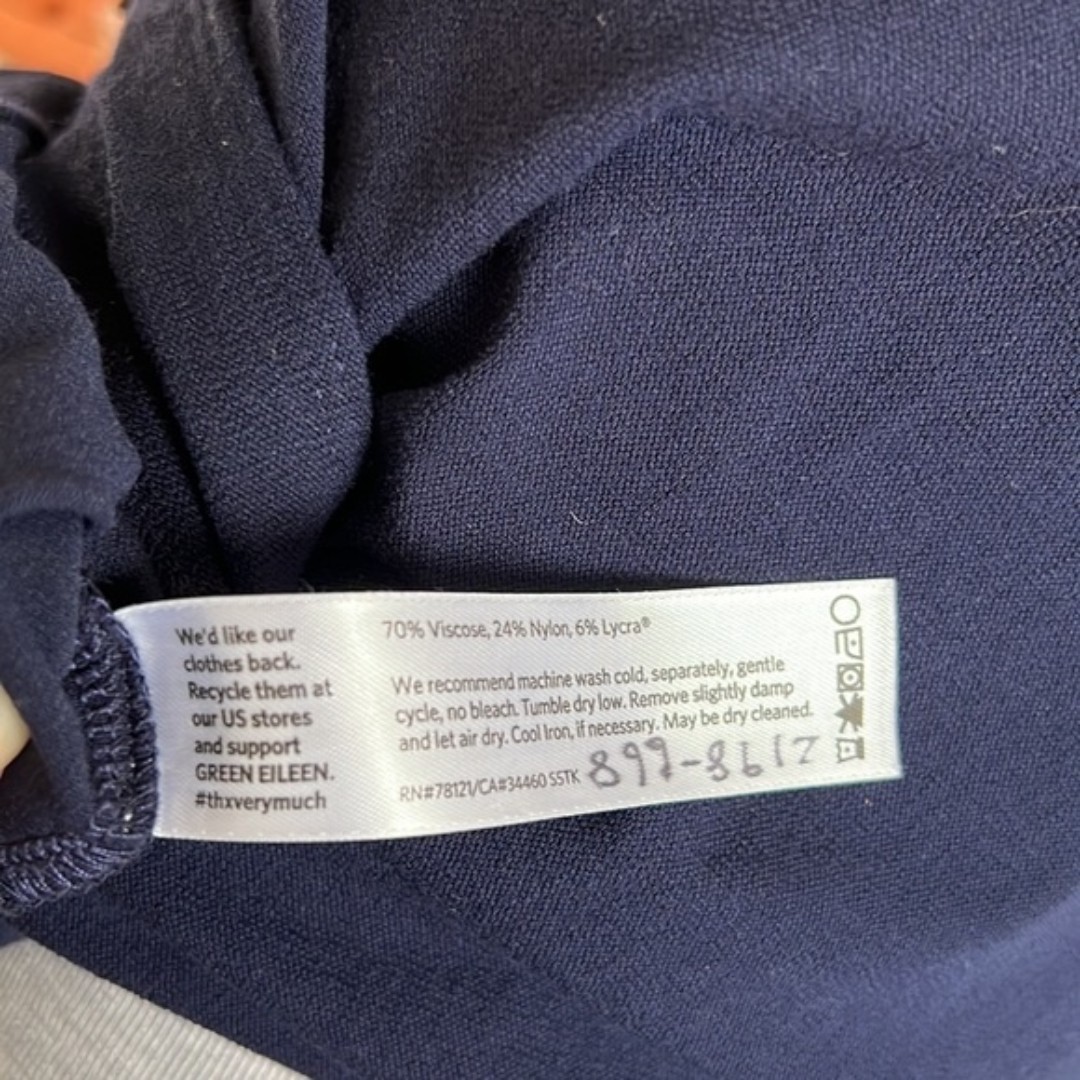 We'd like our
clothes back.
Recycle them at
our US stores
and support
GREEN EILEEN.
#thxverymuch
70% Viscose, 24% Nylon, 6% Lycra®
We recommend machine wash cold, separately, gentle
cycle, no bleach. Tumble dry low. Remove slightly damp
and let air dry. Cool Iron, if necessary. May be dry cleaned.
RN#78121/CA#34460 SSTK 899-8617